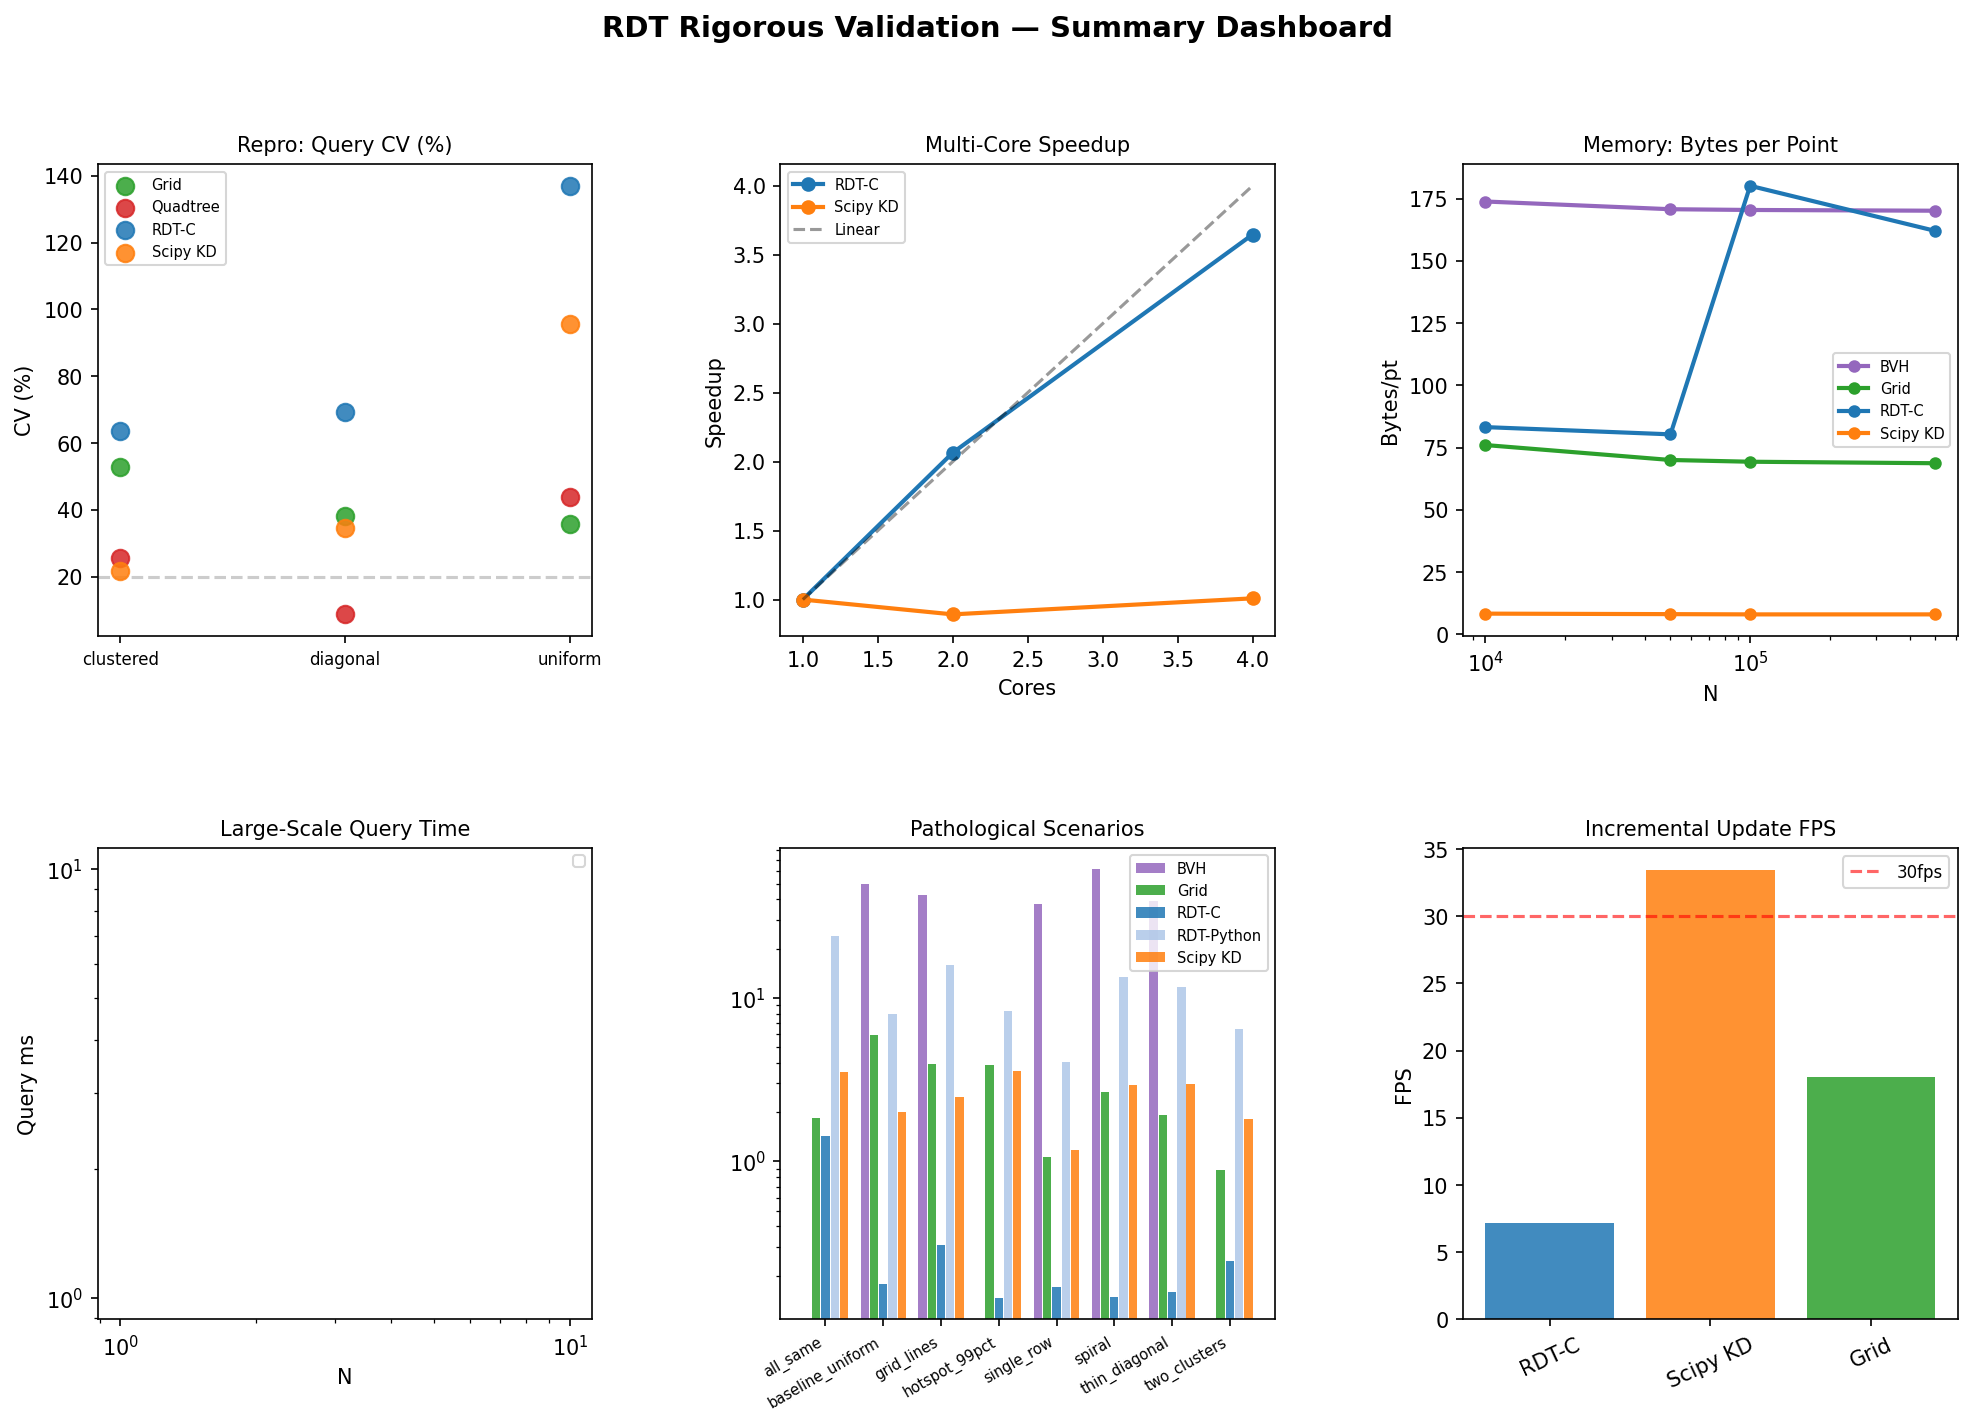 RDT Rigorous Validation — Summary Dashboard
Repro: Query CV (%)
CV (%)
140
120
100
80
60
40
20
Grid
Quadtree
RDT-C
Scipy KD
clustered
diagonal
uniform
Multi-Core Speedup
Speedup
4.0
3.5
3.0
2.5
2.0
1.5
1.0
RDT-C
Scipy KD
Linear
1.0
1.5
2.0
2.5
3.0
3.5
4.0
Cores
Memory: Bytes per Point
Bytes/pt
175
150
125
100
75
50
25
0
BVH
Grid
RDT-C
Scipy KD
10⁴
10⁵
N
Large-Scale Query Time
Query ms
10¹
10⁰
10⁰
10¹
N
Pathological Scenarios
10¹
10⁰
BVH
Grid
RDT-C
RDT-Python
Scipy KD
all_same
baseline_uniform
grid_lines
hotspot_99pct
single_row
spiral
thin_diagonal
two_clusters
Incremental Update FPS
FPS
35
30
25
20
15
10
5
0
30fps
RDT-C
Scipy KD
Grid